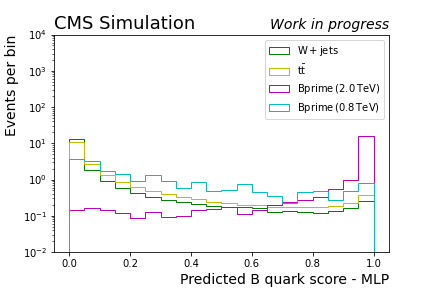 CMS Simulation
Work in progress
Events per bin
10⁴
10³
10²
10¹
10⁰
10⁻¹
10⁻²
W + jets
tt̄
Bprime (2.0 TeV)
Bprime (0.8 TeV)
0.0 0.2 0.4 0.6 0.8 1.0
Predicted B quark score - MLP